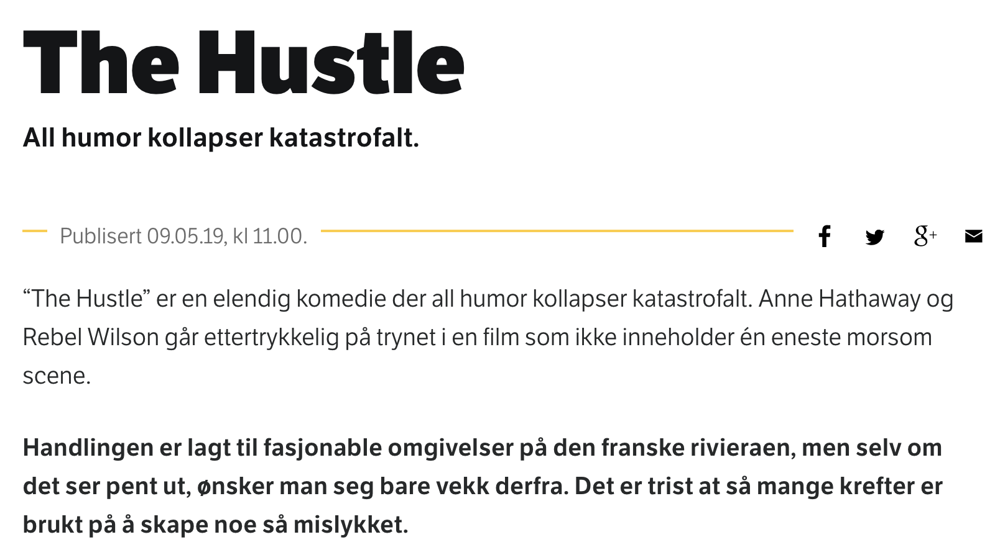 The Hustle
All humor kollapser katastrofalt.
Publisert 09.05.19, kl 11.00.
“The Hustle” er en elendig komedie der all humor kollapser katastrofalt. Anne Hathaway og
Rebel Wilson går ettertrykkelig på trynet i en film som ikke inneholder én eneste morsom
scene.
Handlingen er lagt til fasjonable omgivelser på den franske rivieraen, men selv om
det ser pent ut, ønsker man seg bare vekk derfra. Det er trist at så mange krefter er
brukt på å skape noe så mislykket.